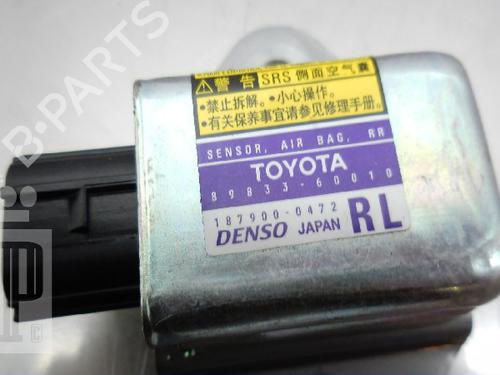 ⚠警告 SRS 側面空气囊
•禁止拆解。•小心操作。
•有关保养事宜请参见修理手册.
SENSOR, AIR BAG, RR
TOYOTA
89833-60010
187900-0472
DENSO JAPAN RL
B-PARTS